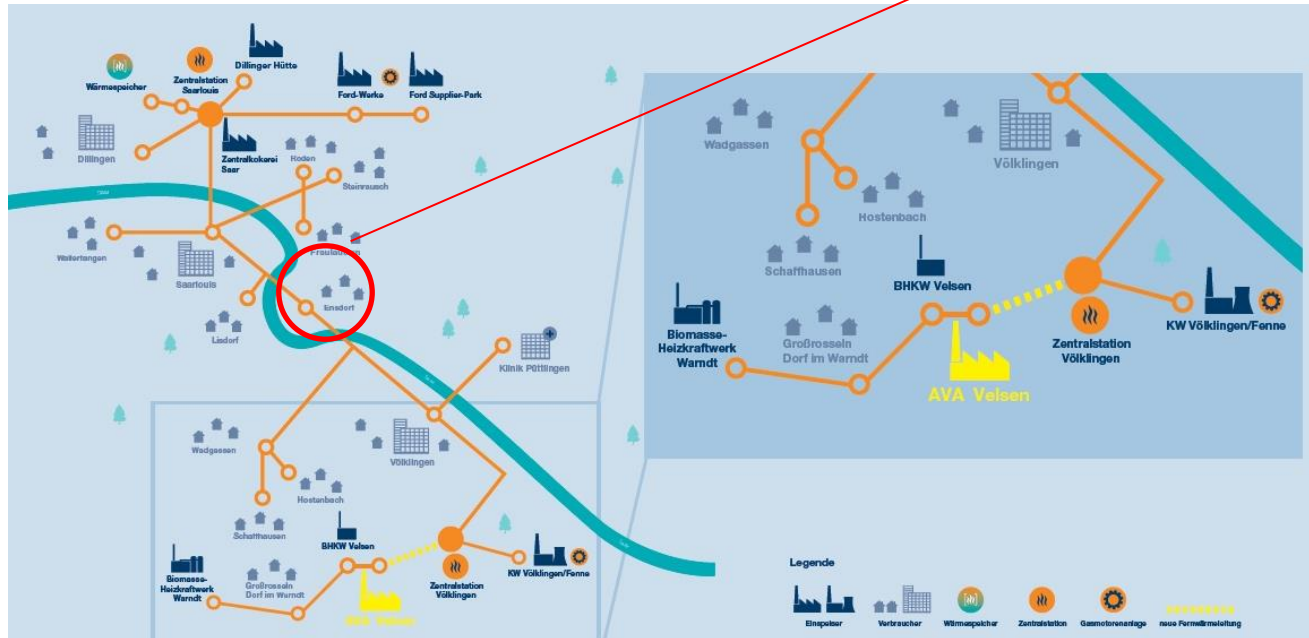 Dillinger Hütte
Wärmespeicher
Zentralstation
Saarlouis
Ford-Werke
Ford Supplier-Park
Dillingen
Zentralkokerei
Saar
Roden
Steinrausch
Wallerfangen
Saarlouis
Fraulautern
Ensdorf
Lisdorf
Klinik Püttlingen
Wadgassen
Völklingen
Hostenbach
Schaffhausen
BHKW Velsen
Biomasse-
Heizkraftwerk
Warndt
Großrosseln
Dorf im Warndt
AVA Velsen
Zentralstation
Völklingen
KW Völklingen/Fenne
Wadgassen
Völklingen
Hostenbach
Schaffhausen
BHKW Velsen
Biomasse-
Heizkraftwerk
Warndt
Großrosseln
Dorf im Warndt
AVA Velsen
Zentralstation
Völklingen
KW Völklingen/Fenne
Legende
Einspeiser
Verbraucher
Wärmespeicher
Zentralstation
Gasmotorenanlage
neue Fernwärmeleitung